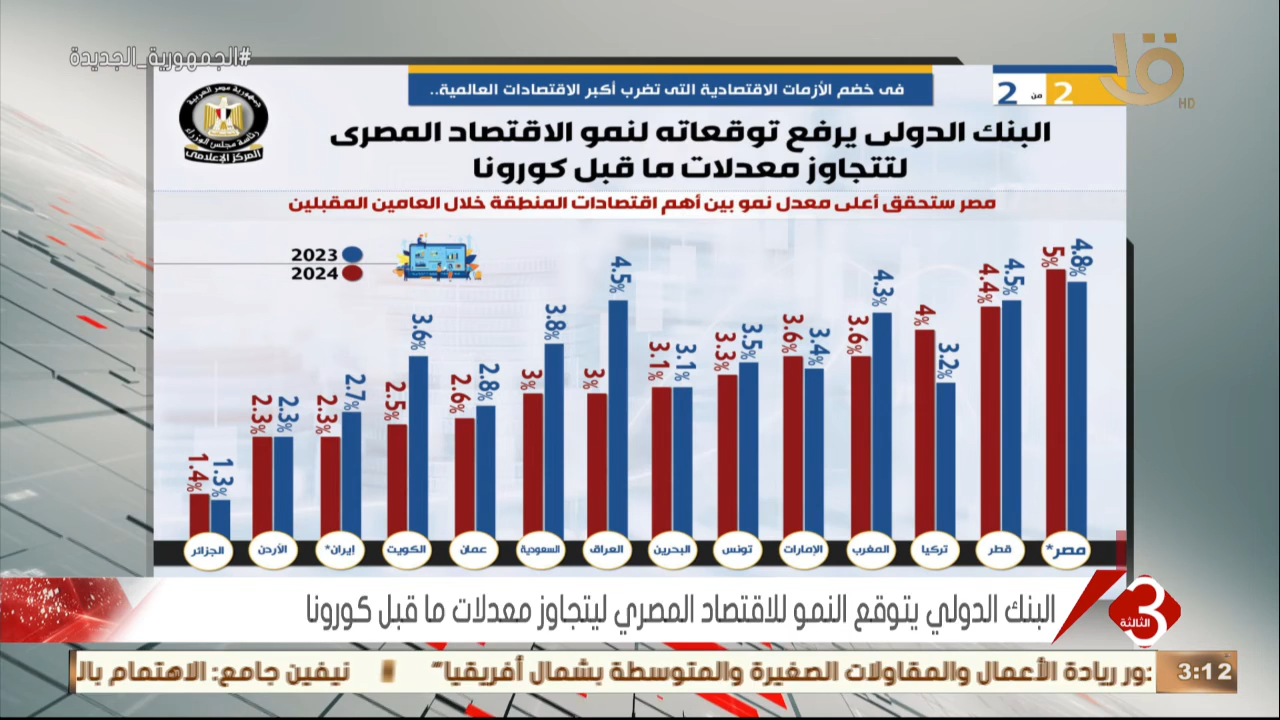 #الجمهورية_الجديدة
HD
2 من 2
فى خضم الأزمات الاقتصادية التى تضرب أكبر الاقتصادات العالمية..
المركز الإعلامى
البنك الدولى يرفع توقعاته لنمو الاقتصاد المصرى
لتتجاوز معدلات ما قبل كورونا
مصر ستحقق أعلى معدل نمو بين أهم اقتصادات المنطقة خلال العامين المقبلين
2023
2024
4.8% 5%
4.5% 4.4%
3.2% 4%
4.3% 3.6%
3.4% 3.6%
3.5% 3.3%
3.1% 3.1%
4.5% 3%
3.8% 3%
2.8% 2.6%
3.6% 2.5%
2.7% 2.3%
2.3% 2.3%
1.3% 1.4%
مصر* قطر تركيا المغرب الإمارات تونس البحرين العراق السعودية عمان الكويت إيران* الأردن الجزائر
3 الثالثة
البنك الدولي يتوقع النمو للاقتصاد المصري ليتجاوز معدلات ما قبل كورونا
ور ريادة الأعمال والمقاولات الصغيرة والمتوسطة بشمال أفريقيا" نيفين جامع: الاهتمام بال
3:12